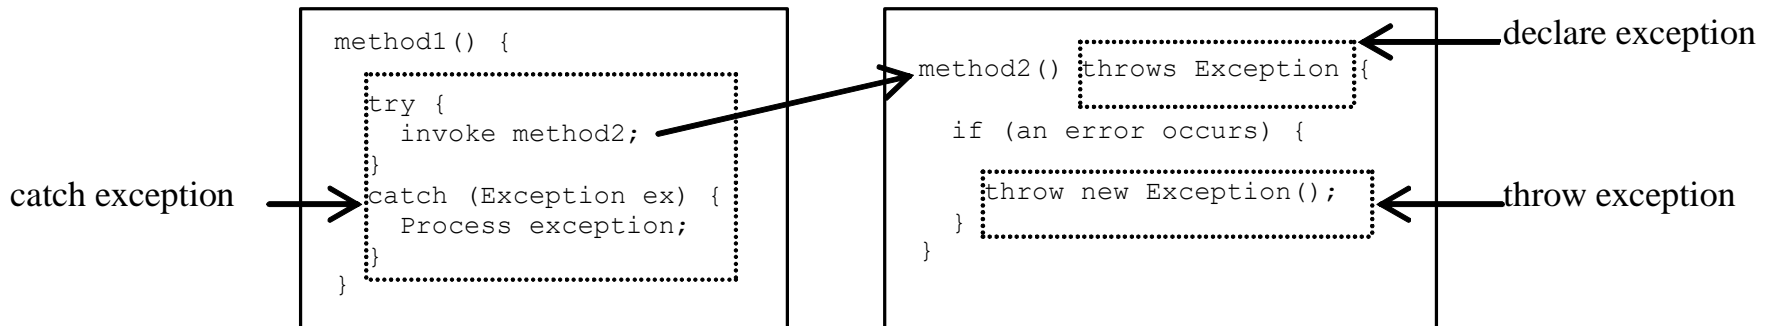 catch exception
method1() {
try {
invoke method2;
}
catch (Exception ex) {
Process exception;
}
}
method2() throws Exception {
if (an error occurs) {
throw new Exception();
}
}
declare exception
throw exception